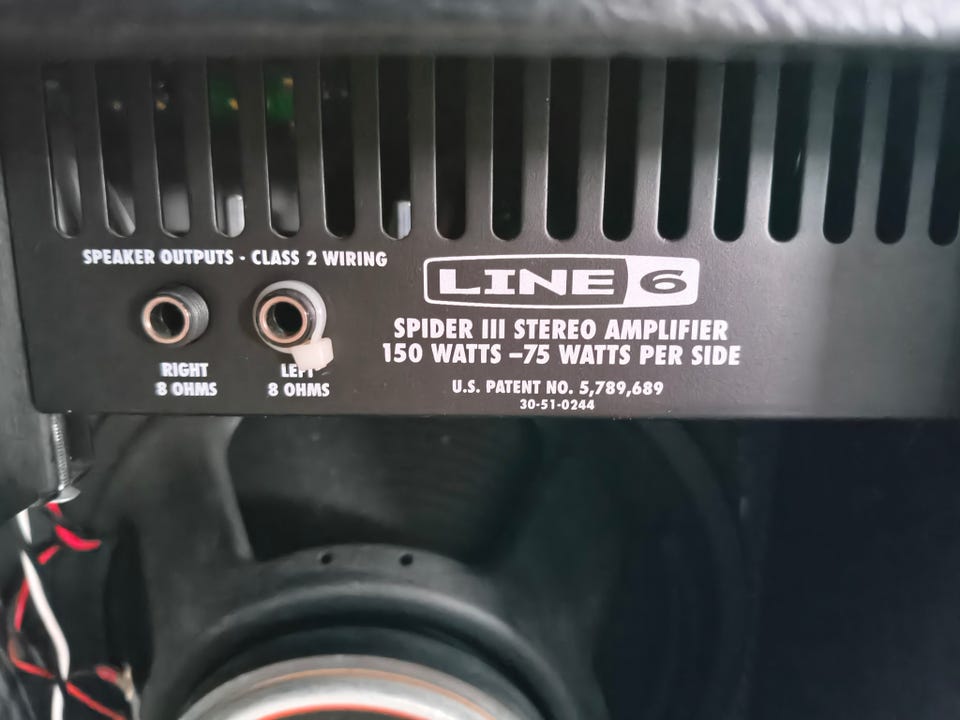 SPEAKER OUTPUTS - CLASS 2 WIRING
LINE 6
SPIDER III STEREO AMPLIFIER
150 WATTS –75 WATTS PER SIDE
RIGHT
8 OHMS
LEFT
8 OHMS
U.S. PATENT NO. 5,789,689
30-51-0244